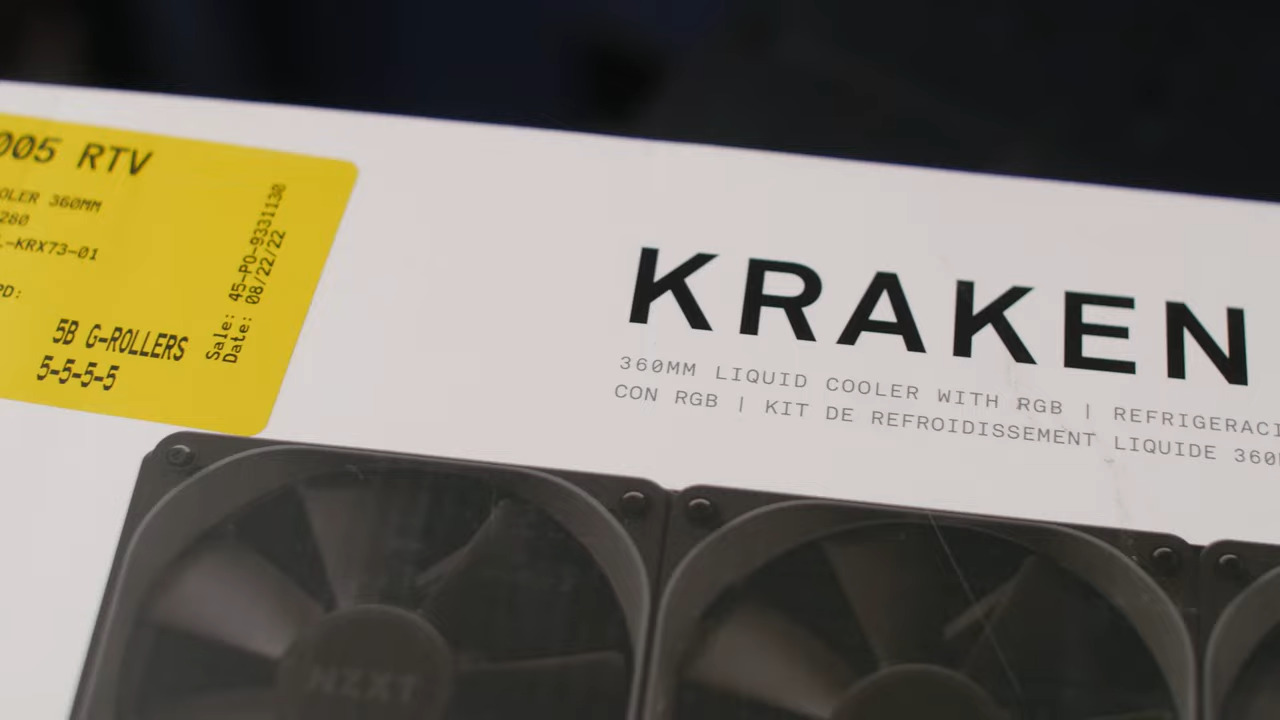 005 RTV
OLER 360MM
280
L-KRX73-01
PD:
5B G-ROLLERS
5-5-5-5
Sale: 45-PO-9331130
Date: 08/22/22
KRAKEN
360MM LIQUID COOLER WITH RGB | REFRIGERACI
CON RGB | KIT DE REFROIDISSEMENT LIQUIDE 360
NZXT